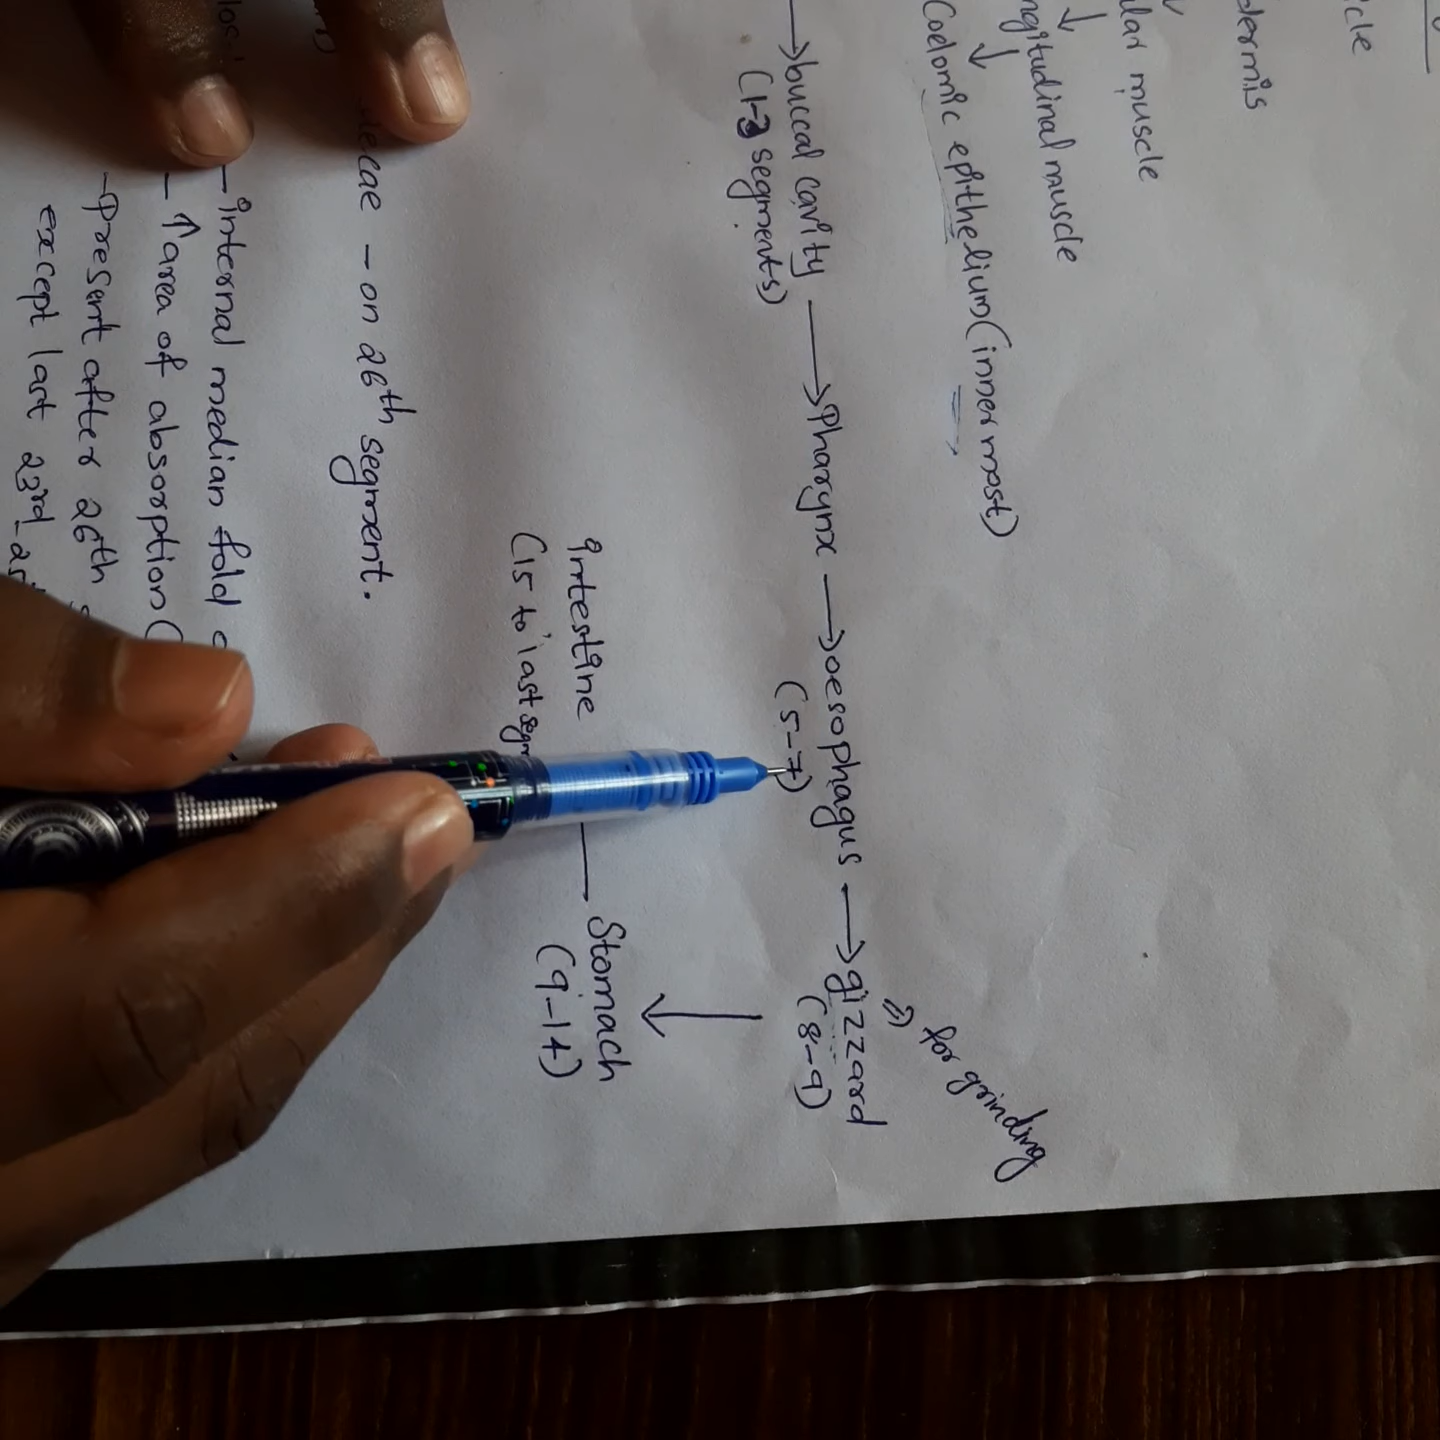 dermis
lar muscle
ngitudinal muscle
Coelomic epithelium (inner most)
⇒ for grinding
→ buccal cavity → Pharynx → oesophagus → gizzard
(1-3 segments) (5-7) (8-9)
intestine — Stomach
(15 to last segm (9-14)
- on 26th segment.
- internal median fold
- ↑ area of absorption (
- Present after 26th
except last 23rd-25th